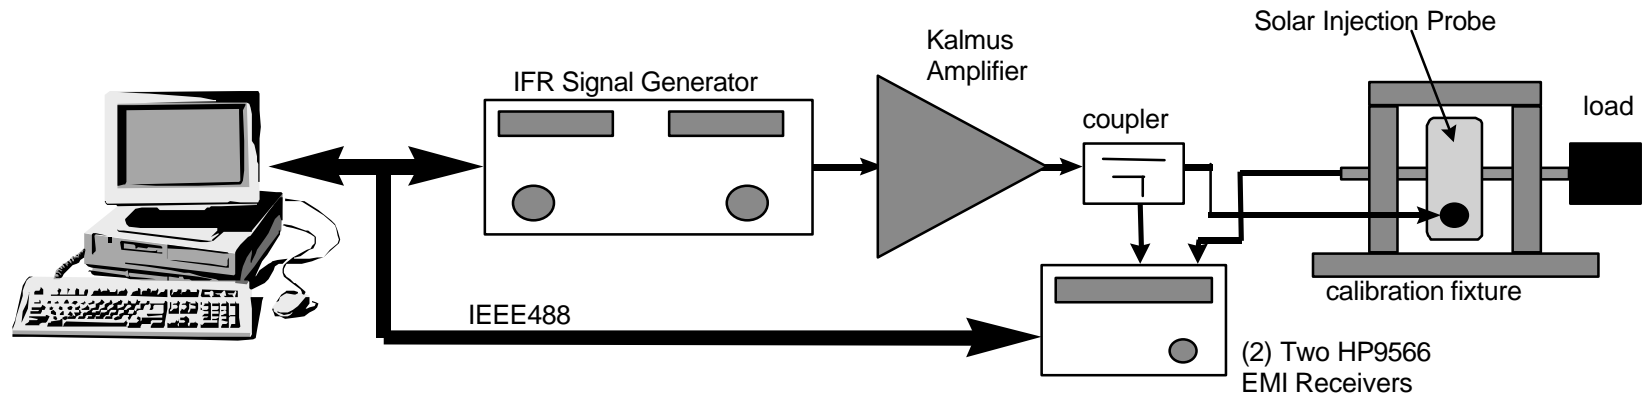 Solar Injection Probe
Kalmus
Amplifier
IFR Signal Generator
coupler
load
calibration fixture
IEEE488
(2) Two HP9566
EMI Receivers